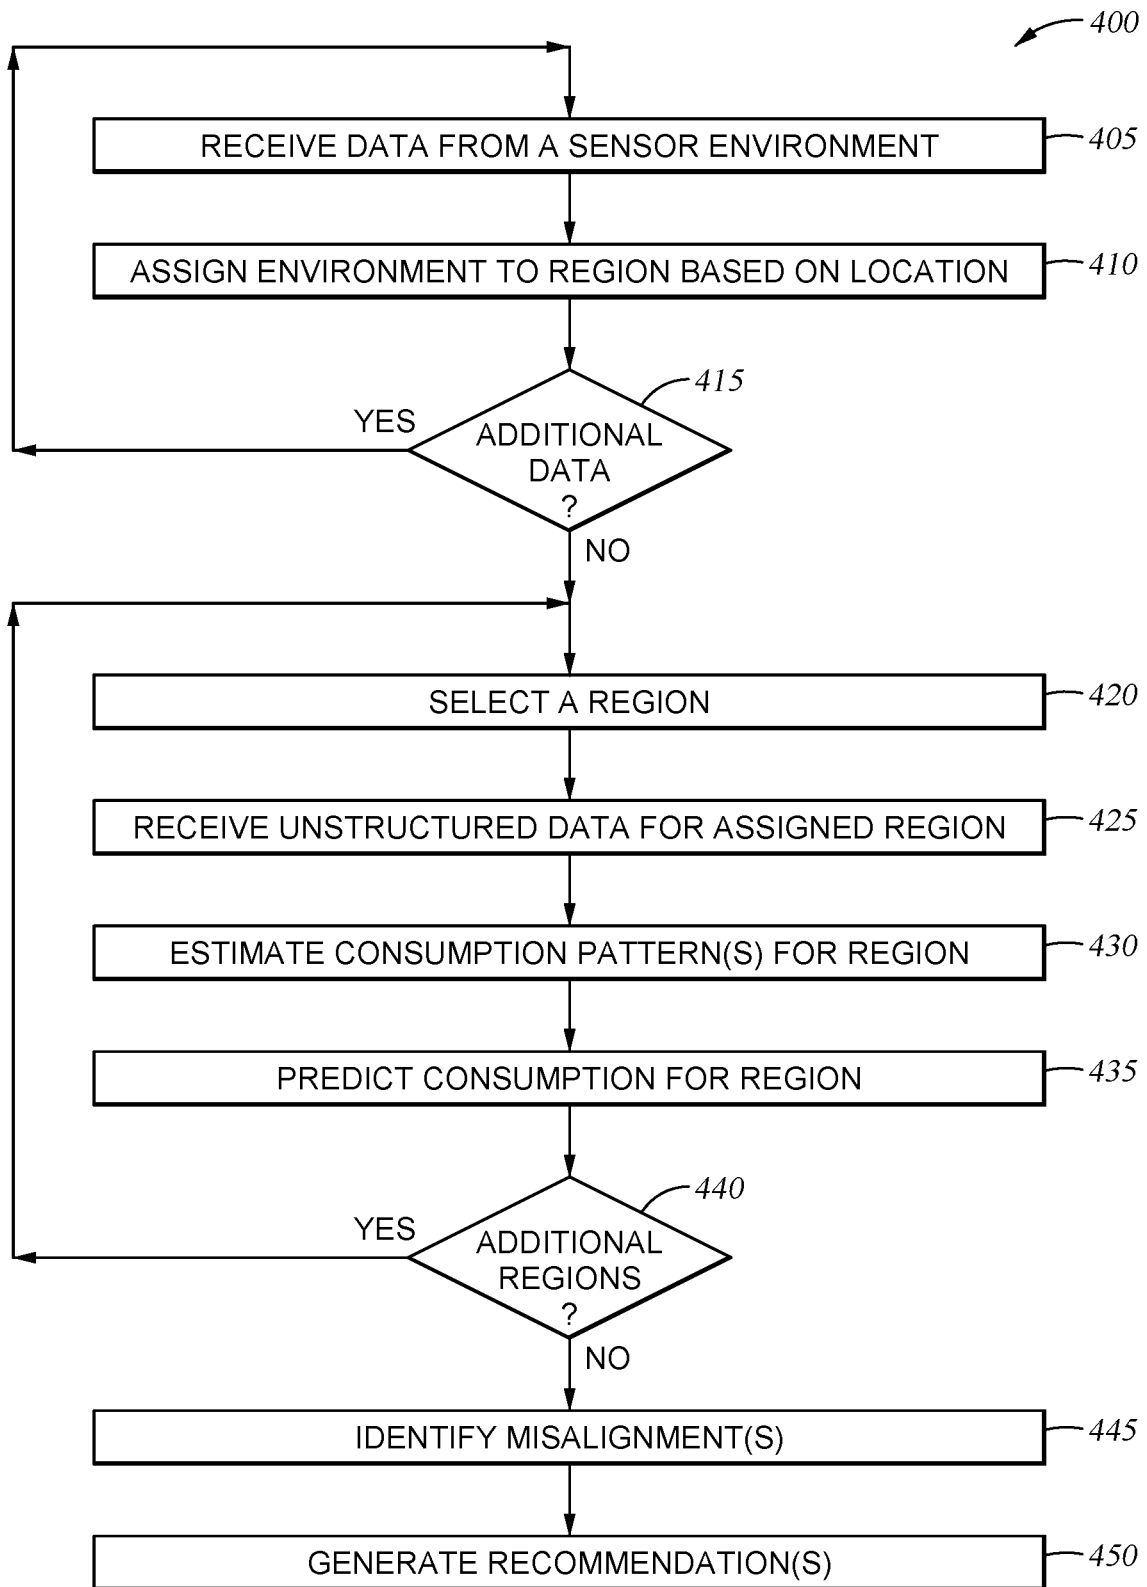 400
RECEIVE DATA FROM A SENSOR ENVIRONMENT
405
ASSIGN ENVIRONMENT TO REGION BASED ON LOCATION
410
415
YES
ADDITIONAL
DATA
?
NO
SELECT A REGION
420
RECEIVE UNSTRUCTURED DATA FOR ASSIGNED REGION
425
ESTIMATE CONSUMPTION PATTERN(S) FOR REGION
430
PREDICT CONSUMPTION FOR REGION
435
440
YES
ADDITIONAL
REGIONS
?
NO
IDENTIFY MISALIGNMENT(S)
445
GENERATE RECOMMENDATION(S)
450